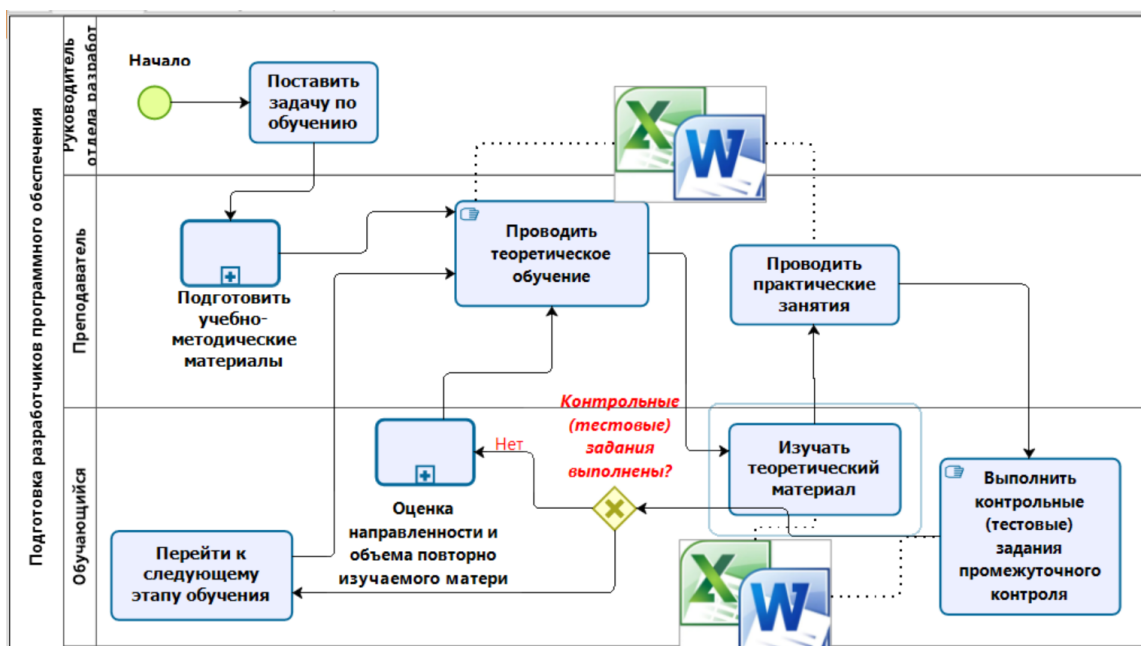 Подготовка разработчиков программного обеспечения
Руководитель
отдела разработ
Начало
Поставить
задачу по
обучению
Преподаватель
Подготовить
учебно-
методические
материалы
Проводить
теоретическое
обучение
Проводить
практические
занятия
X
W
Обучающийся
Перейти к
следующему
этапу обучения
Оценка
направленности и
объема повторно
изучаемого матери
Нет
Контрольные
(тестовые)
задания
выполнены?
Изучать
теоретический
материал
Выполнить
контрольные
(тестовые)
задания
промежуточного
контроля
X
W